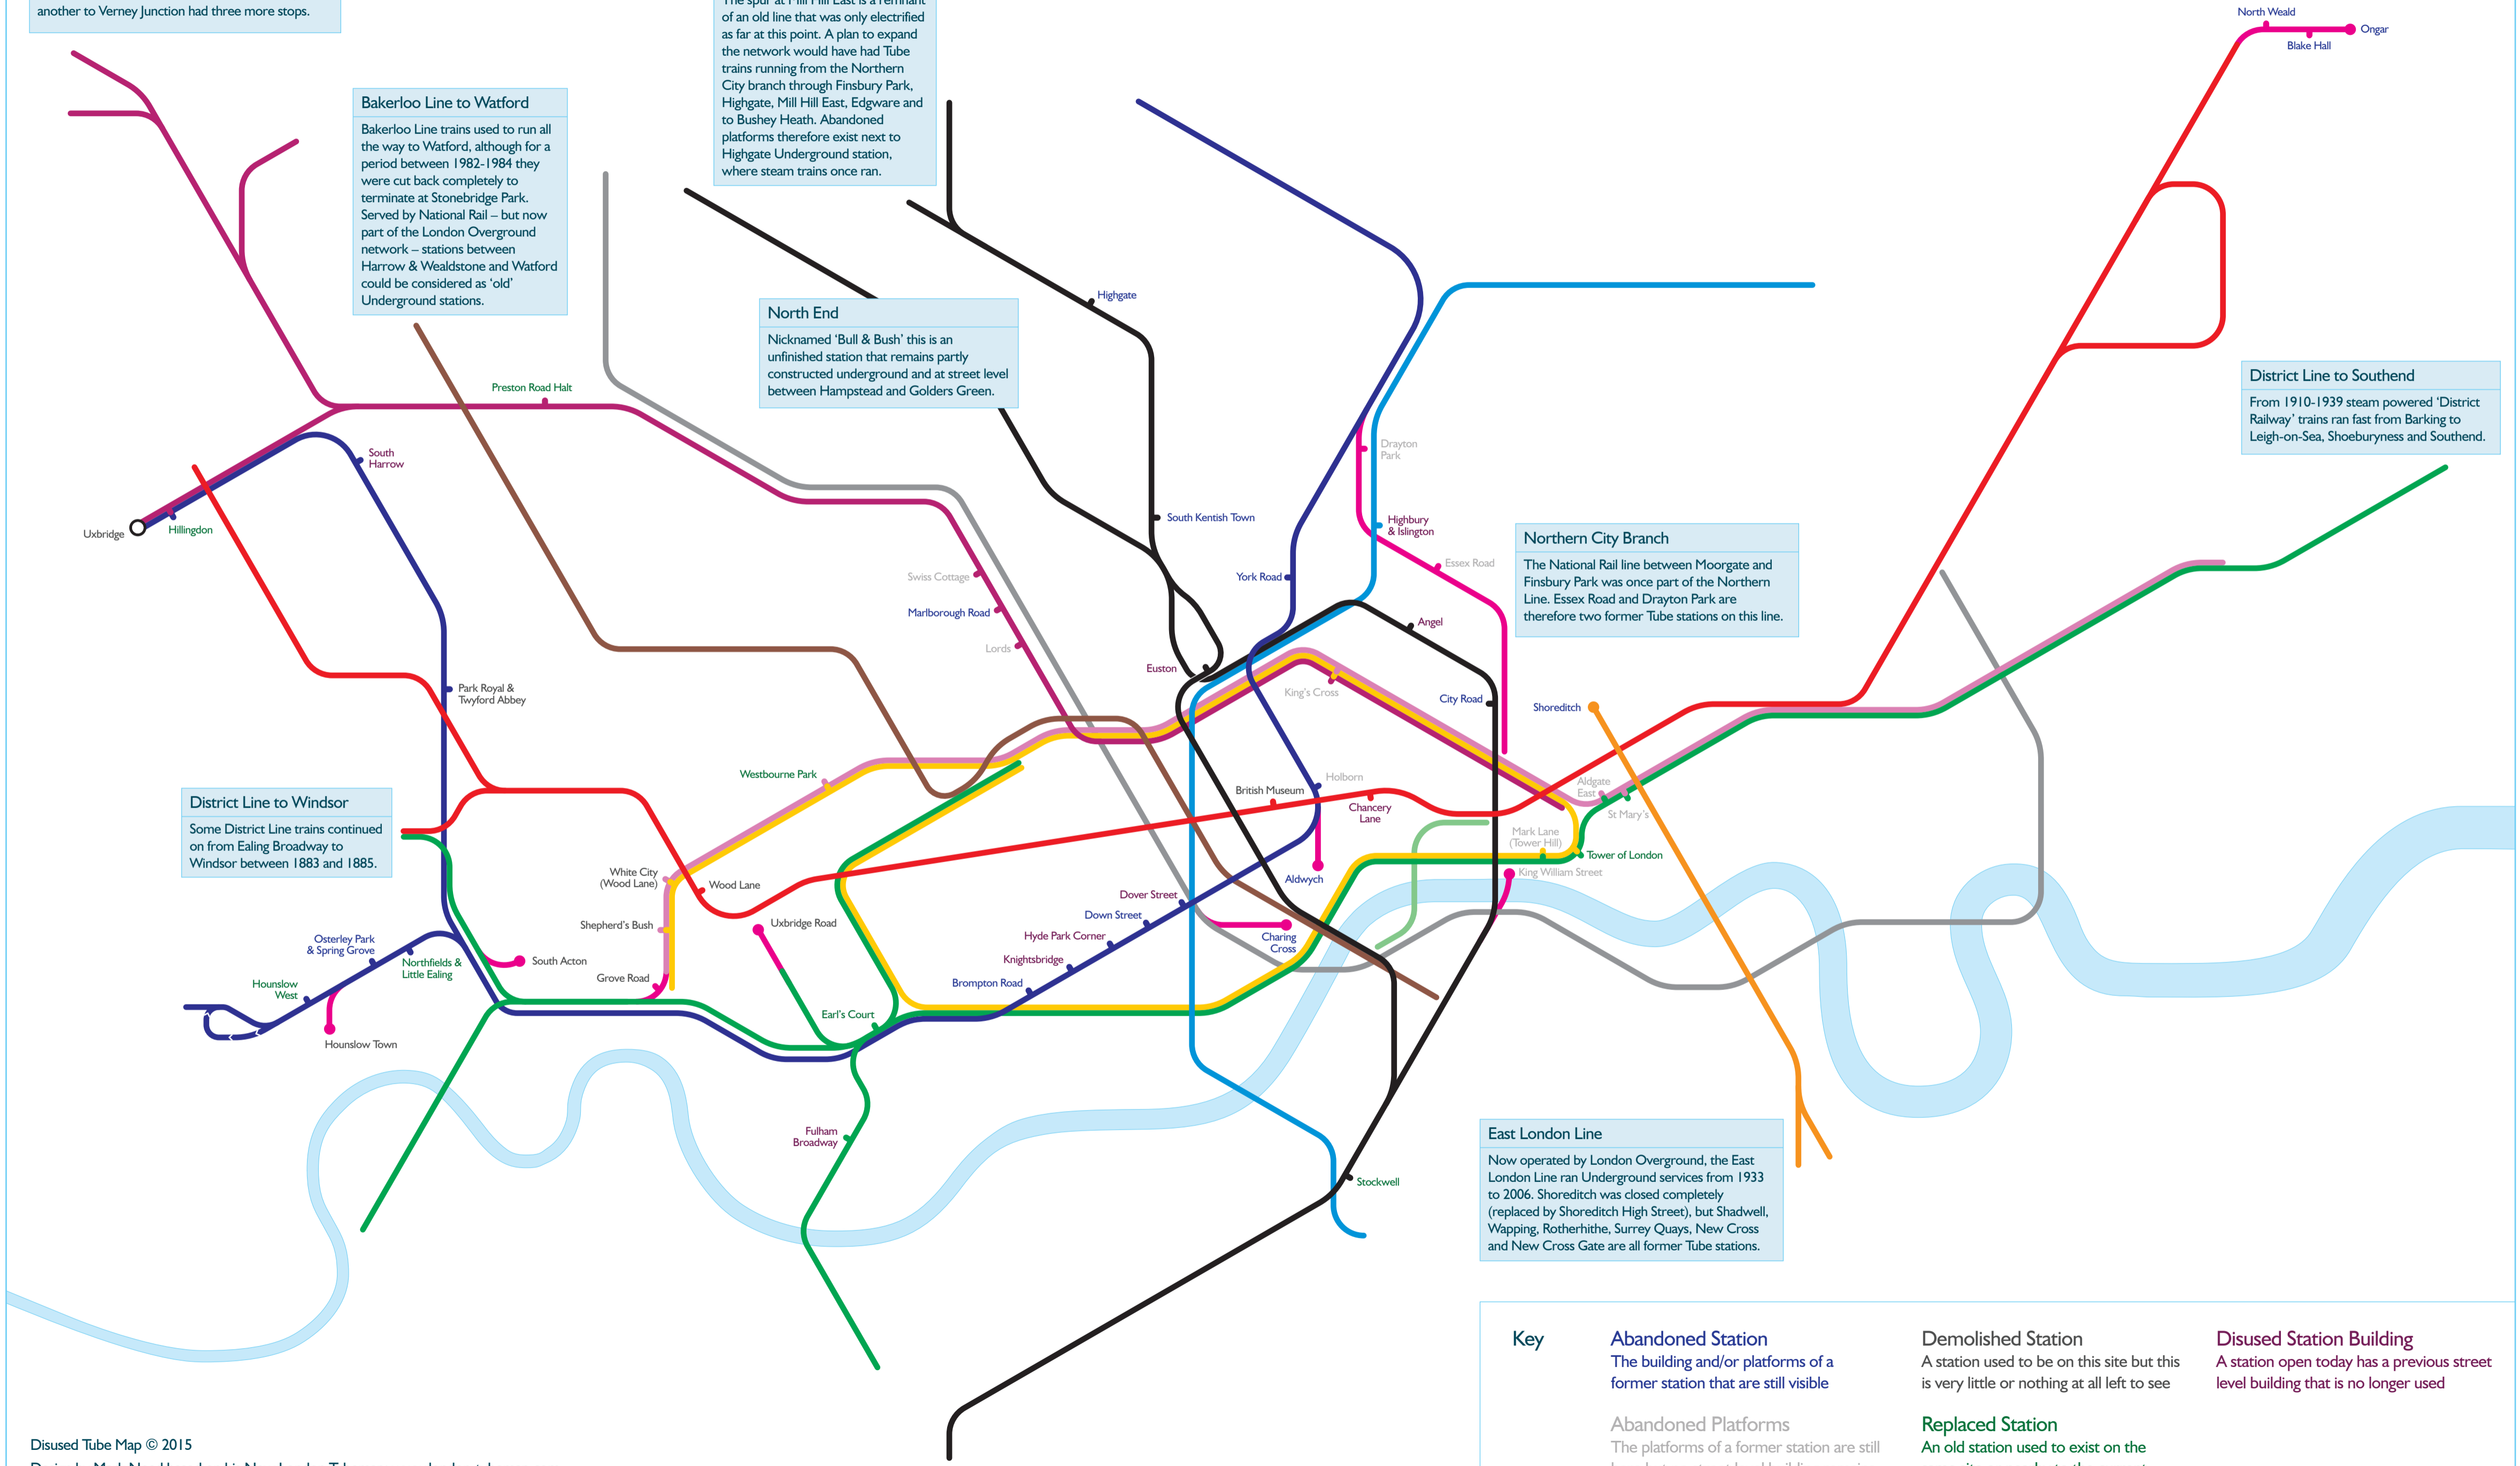 another to Verney Junction had three more stops.
The spur at Mill Hill East is a remnant
of an old line that was only electrified
as far at this point. A plan to expand
the network would have had Tube
trains running from the Northern
City branch through Finsbury Park,
Highgate, Mill Hill East, Edgware and
to Bushey Heath. Abandoned
platforms therefore exist next to
Highgate Underground station,
where steam trains once ran.
North Weald
Blake Hall
Ongar
Bakerloo Line to Watford
Bakerloo Line trains used to run all
the way to Watford, although for a
period between 1982-1984 they
were cut back completely to
terminate at Stonebridge Park.
Served by National Rail – but now
part of the London Overground
network – stations between
Harrow & Wealdstone and Watford
could be considered as ‘old’
Underground stations.
North End
Nicknamed ‘Bull & Bush’ this is an
unfinished station that remains partly
constructed underground and at street level
between Hampstead and Golders Green.
Highgate
District Line to Southend
From 1910-1939 steam powered ‘District
Railway’ trains ran fast from Barking to
Leigh-on-Sea, Shoeburyness and Southend.
Preston Road Halt
South
Harrow
Uxbridge
Hillingdon
Drayton
Park
Highbury
& Islington
South Kentish Town
Essex Road
Northern City Branch
The National Rail line between Moorgate and
Finsbury Park was once part of the Northern
Line. Essex Road and Drayton Park are
therefore two former Tube stations on this line.
Swiss Cottage
Marlborough Road
Lords
York Road
Angel
Euston
King's Cross
City Road
Shoreditch
Park Royal &
Twyford Abbey
Westbourne Park
Holborn
British Museum
Chancery
Lane
Aldgate
East
St Mary's
Mark Lane
(Tower Hill)
Tower of London
King William Street
District Line to Windsor
Some District Line trains continued
on from Ealing Broadway to
Windsor between 1883 and 1885.
White City
(Wood Lane)
Wood Lane
Shepherd's Bush
Uxbridge Road
Grove Road
Aldwych
Dover Street
Down Street
Hyde Park Corner
Knightsbridge
Brompton Road
Charing
Cross
Osterley Park
& Spring Grove
Northfields &
Little Ealing
South Acton
Hounslow
West
Hounslow Town
Earl's Court
Fulham
Broadway
Stockwell
East London Line
Now operated by London Overground, the East
London Line ran Underground services from 1933
to 2006. Shoreditch was closed completely
(replaced by Shoreditch High Street), but Shadwell,
Wapping, Rotherhithe, Surrey Quays, New Cross
and New Cross Gate are all former Tube stations.
Key
Abandoned Station
The building and/or platforms of a
former station that are still visible
Demolished Station
A station used to be on this site but this
is very little or nothing at all left to see
Disused Station Building
A station open today has a previous street
level building that is no longer used
Abandoned Platforms
The platforms of a former station are still
Replaced Station
An old station used to exist on the
Disused Tube Map © 2015